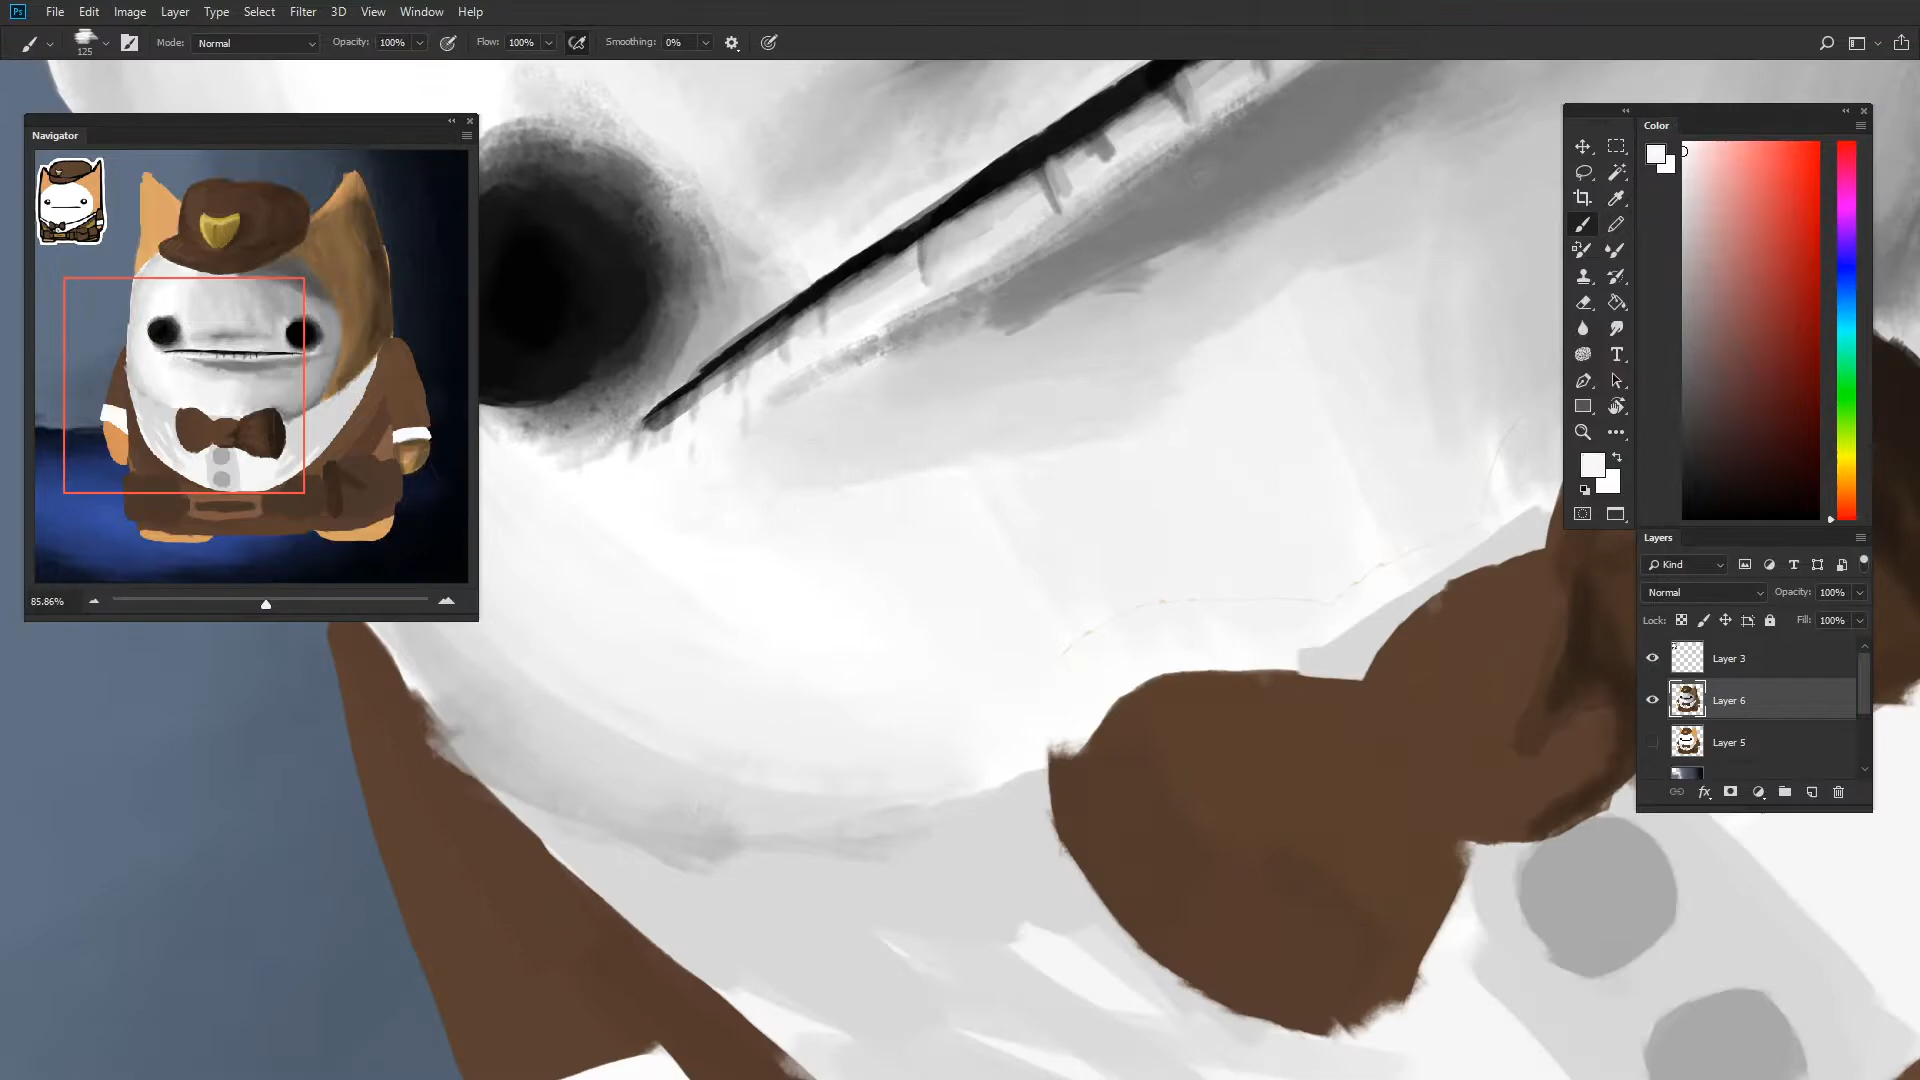 Ps File Edit Image Layer Type Select Filter 3D View Window Help
125 Mode: Normal Opacity: 100% Flow: 100% Smoothing: 0%
Navigator
85.86%
Color
Layers
Kind
Normal Opacity: 100%
Lock: Fill: 100%
Layer 3
Layer 6
Layer 5